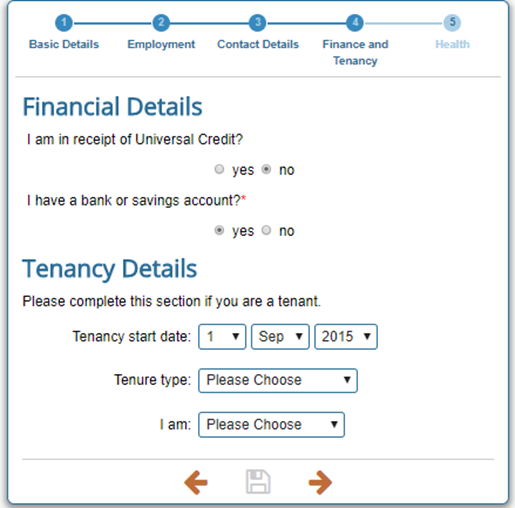 1 2 3 4 5
Basic Details Employment Contact Details Finance and Health
Tenancy
Financial Details
I am in receipt of Universal Credit?
yes no
I have a bank or savings account?*
yes no
Tenancy Details
Please complete this section if you are a tenant.
Tenancy start date: 1 Sep 2015
Tenure type: Please Choose
I am: Please Choose